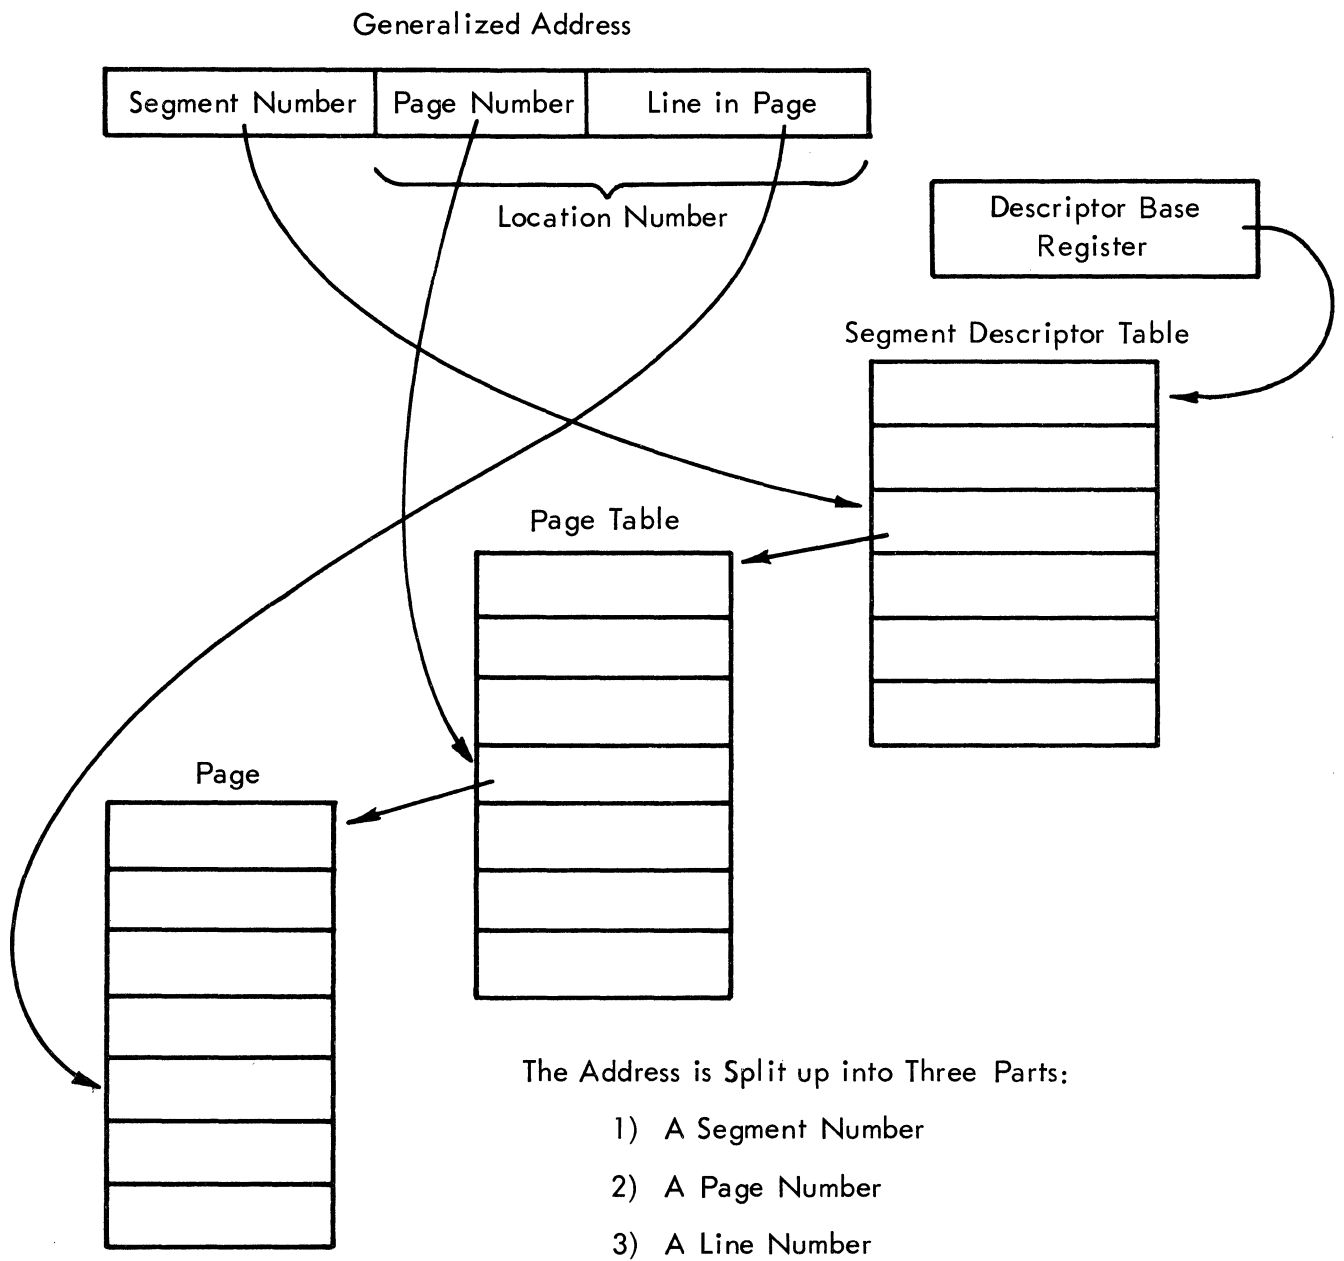 Generalized Address
Segment Number
Page Number
Line in Page
Location Number
Descriptor Base
Register
Segment Descriptor Table
Page Table
Page
The Address is Split up into Three Parts:
1) A Segment Number
2) A Page Number
3) A Line Number